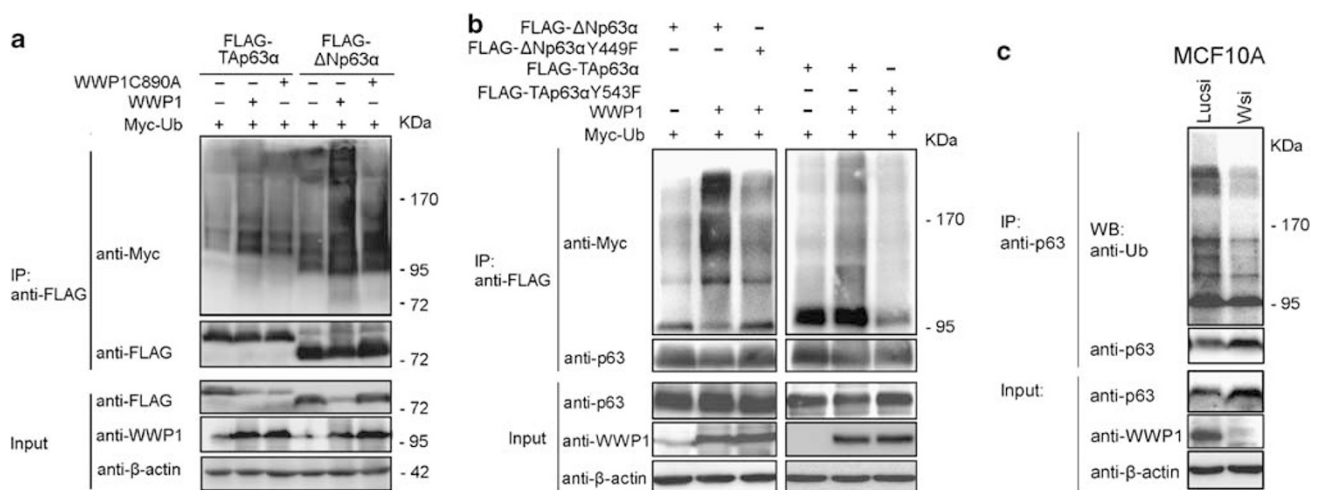 a
FLAG-
TAp63α
FLAG-
ΔNp63α
WWP1C890A - - + - - +
WWP1 - + - - + -
Myc-Ub + + + + + + KDa
IP:
anti-FLAG
anti-Myc
- 170
- 95
- 72
anti-FLAG
- 72
Input
anti-FLAG
- 72
anti-WWP1
- 95
anti-β-actin
- 42
b
FLAG-ΔNp63α + + -
FLAG-ΔNp63αY449F - - +
FLAG-TAp63α + + -
FLAG-TAp63αY543F - - +
WWP1 - + + - + +
Myc-Ub + + + + + + KDa
IP:
anti-FLAG
anti-Myc
- 170
- 95
anti-p63
Input
anti-p63
anti-WWP1
anti-β-actin
c
MCF10A
Lucsi
Wsi
KDa
IP:
anti-p63
WB:
anti-Ub
- 170
- 95
anti-p63
Input:
anti-p63
anti-WWP1
anti-β-actin